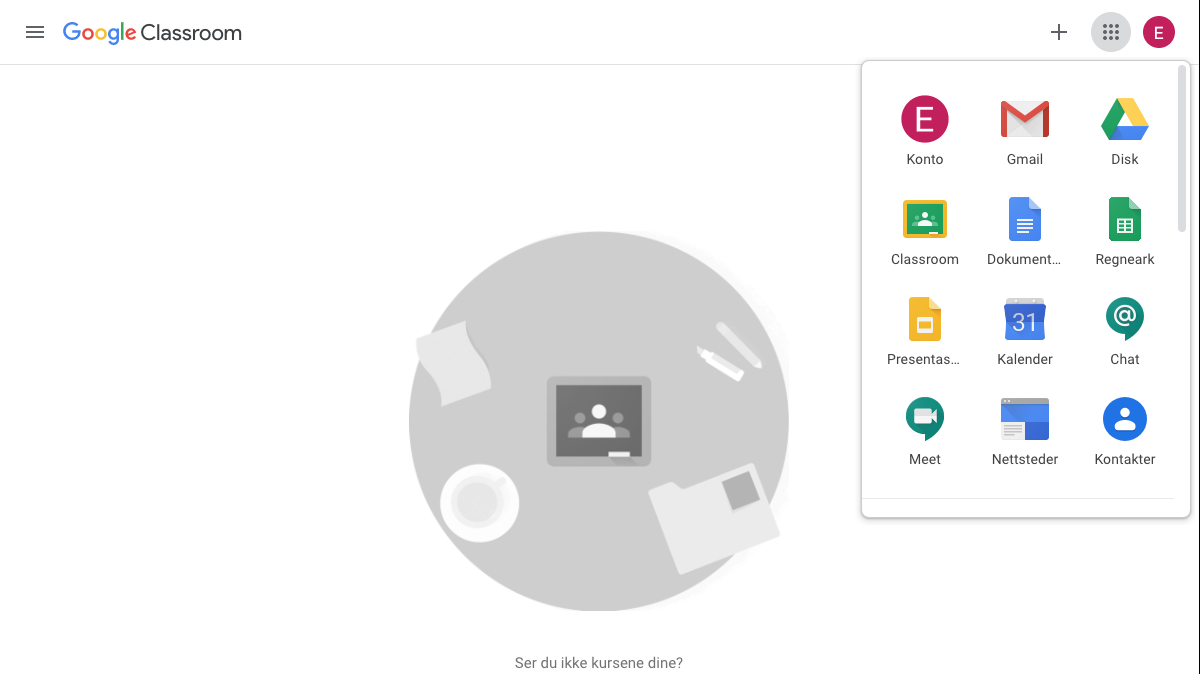 Google Classroom
E
E
Konto
Gmail
Disk
Classroom
Dokument...
Regneark
Presentas...
31
Kalender
@
Chat
Meet
Nettsteder
Kontakter
Ser du ikke kursene dine?